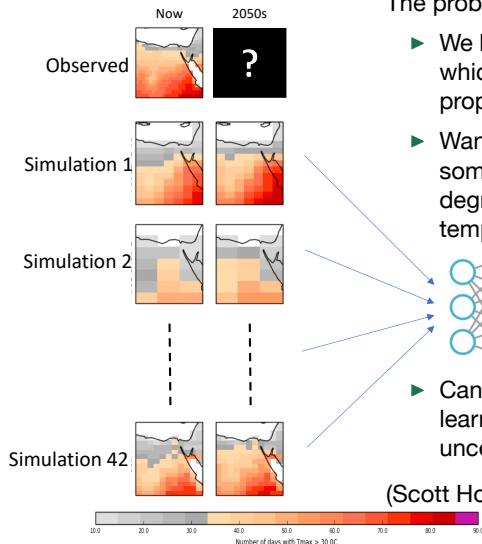 The prob
Now 2050s
► We
Observed ?
whic
prop
► Wan
Simulation 1
som
degr
temp
Simulation 2
► Can
learn
unc
Simulation 42
(Scott Ho
10.0 20.0 30.0 40.0 50.0 60.0 70.0 80.0 90.0
Number of days with Tmax > 30.0C